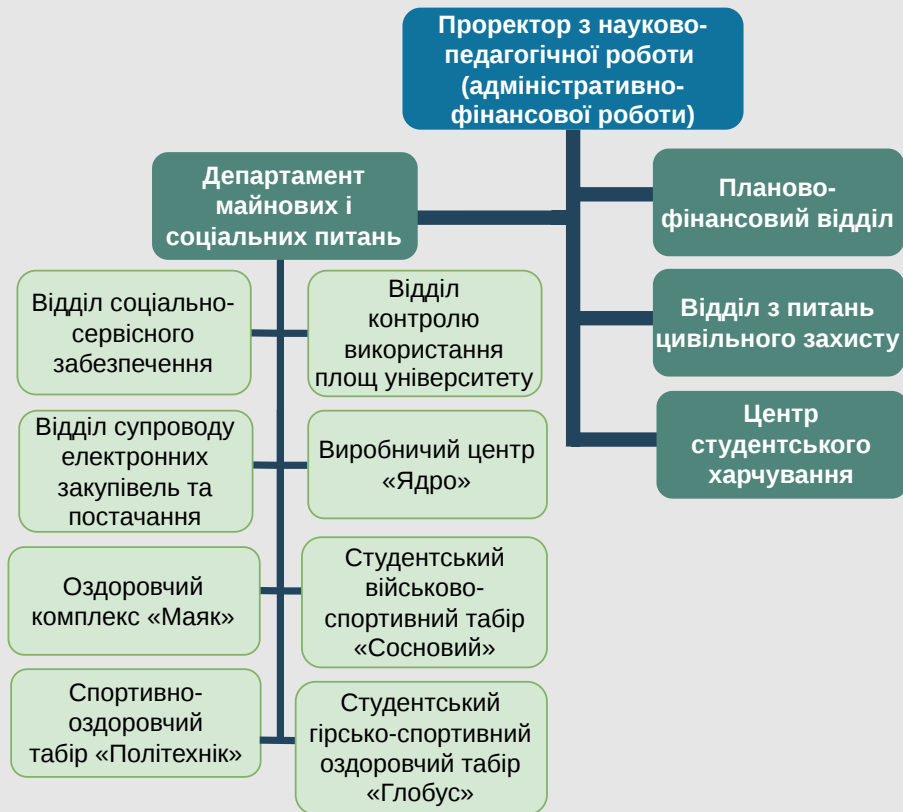 Проректор з науково-
педагогічної роботи
(адміністративно-
фінансової роботи)
Департамент
майнових і
соціальних питань
Планово-
фінансовий відділ
Відділ з питань
цивільного захисту
Центр
студентського
харчування
Відділ соціально-
сервісного
забезпечення
Відділ
контролю
використання
площ університету
Відділ супроводу
електронних
закупівель та
постачання
Виробничий центр
«Ядро»
Оздоровчий
комплекс «Маяк»
Студентський
військово-
спортивний табір
«Сосновий»
Спортивно-
оздоровчий
табір «Політехнік»
Студентський
гірсько-спортивний
оздоровчий табір
«Глобус»